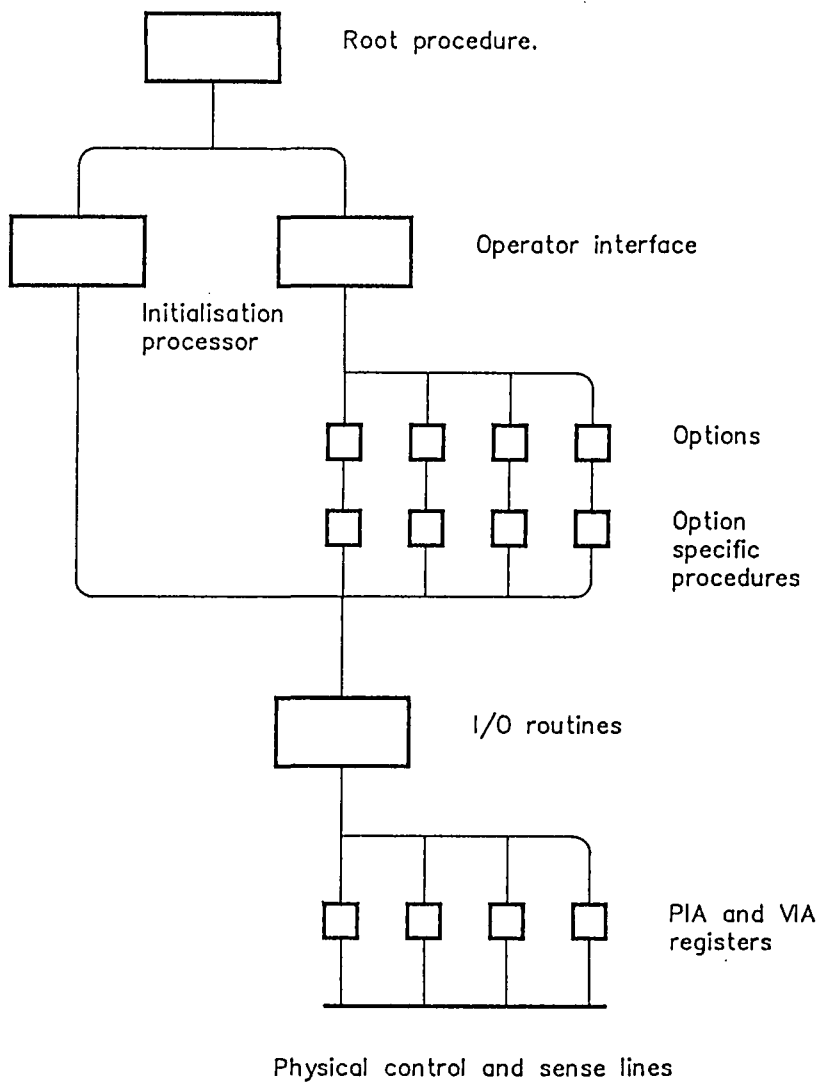 Root procedure.
Operator interface
Initialisation
processor
Options
Option
specific
procedures
I/O routines
PIA and VIA
registers
Physical control and sense lines